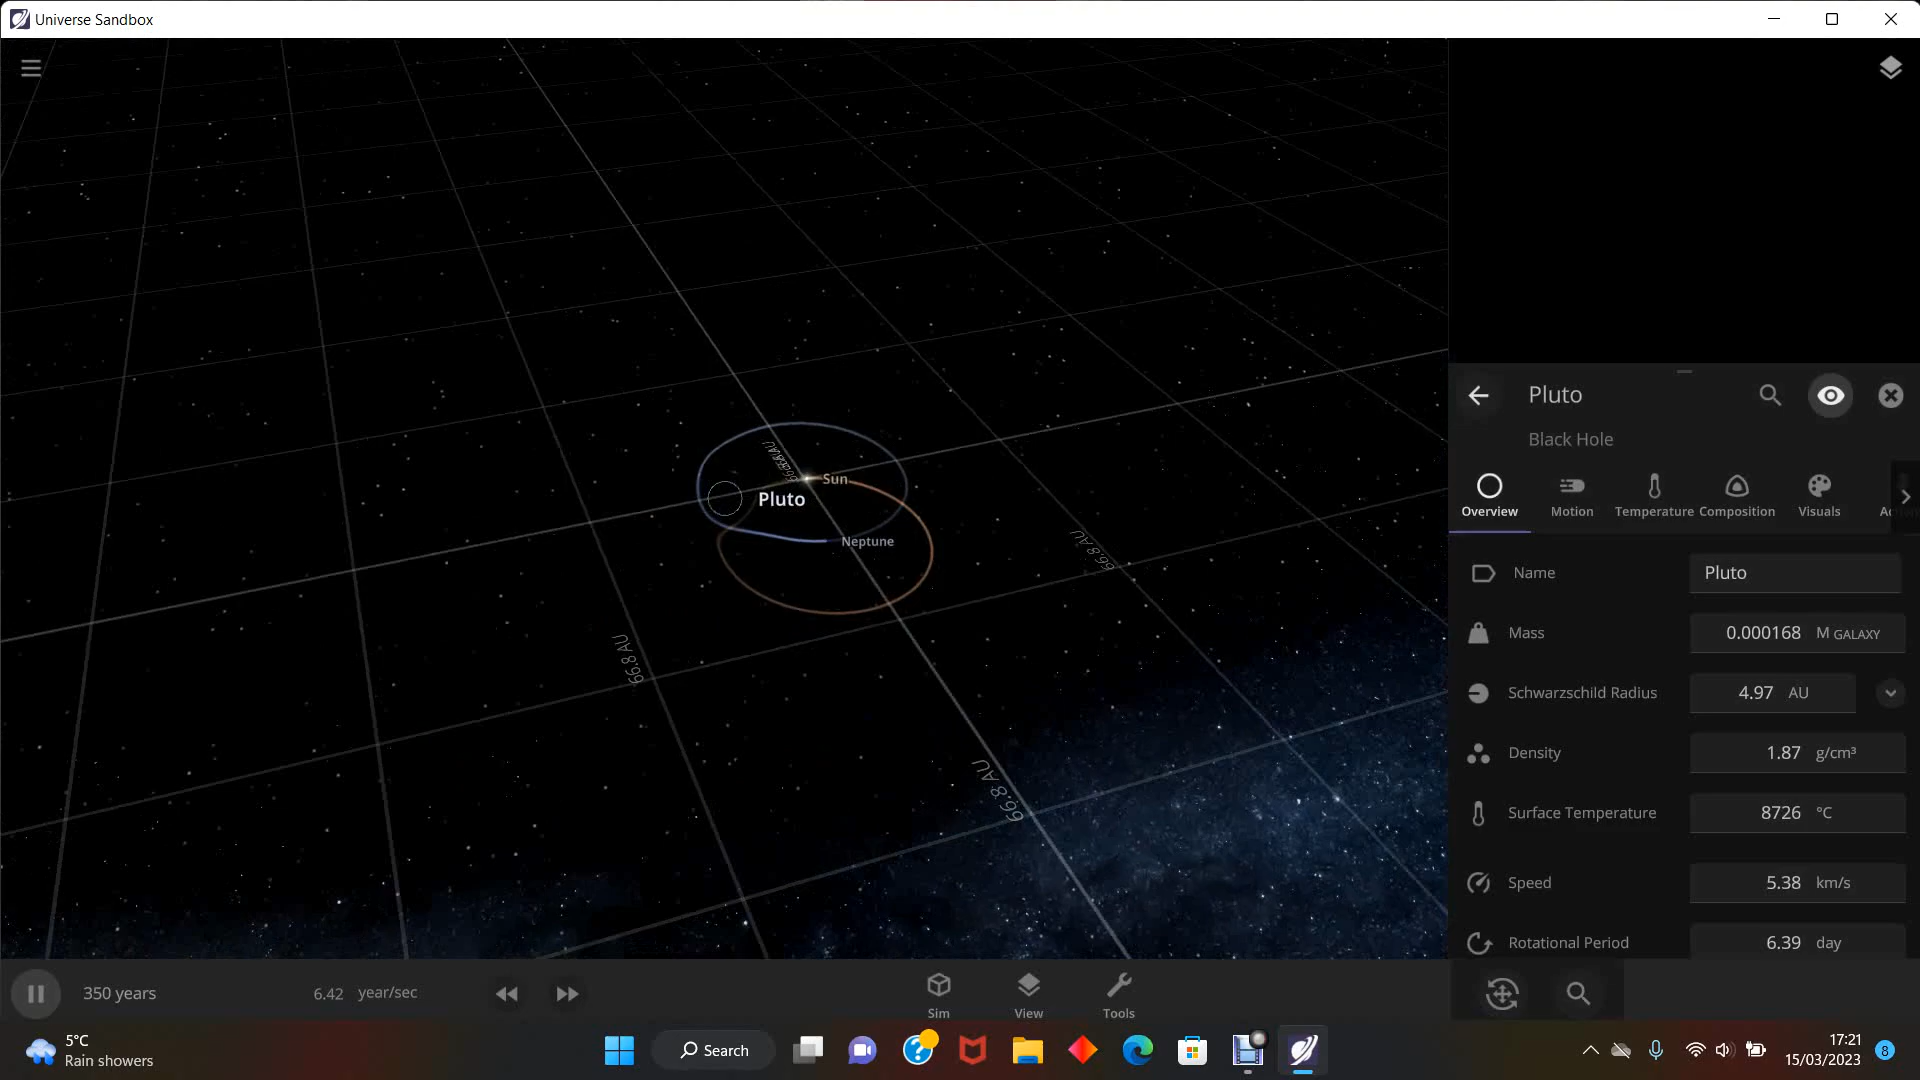 Universe Sandbox
66.8 AU
Sun
Pluto
Neptune
66.8 AU
66.8 AU
66.8 AU
Pluto
Black Hole
Overview
Motion
Temperature
Composition
Visuals
Name
Pluto
Mass
0.000168 M GALAXY
Schwarzschild Radius
4.97 AU
Density
1.87 g/cm³
Surface Temperature
8726 °C
Speed
5.38 km/s
Rotational Period
6.39 day
350 years
6.42 year/sec
Sim
View
Tools
5°C
Rain showers
Search
17:21
15/03/2023
8